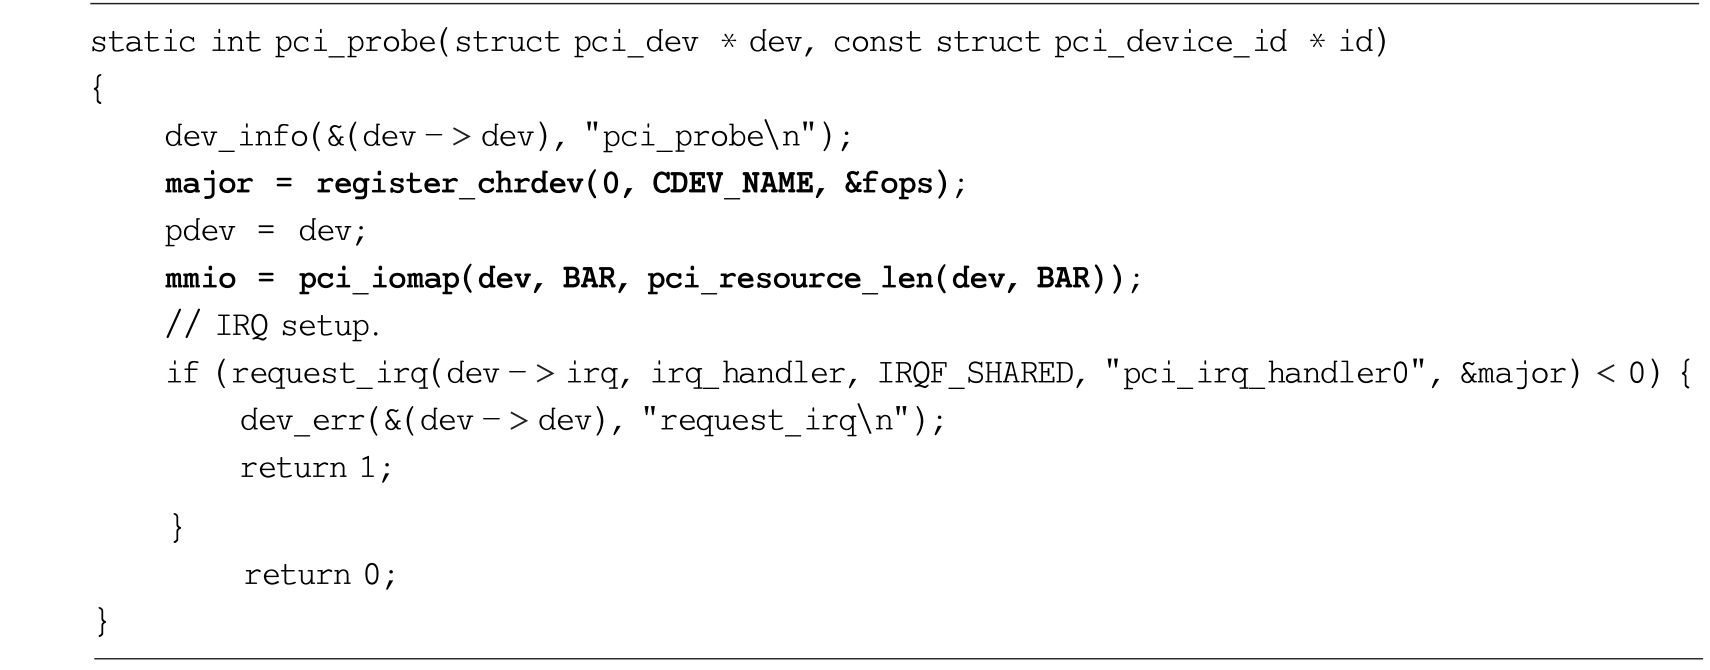 static int pci_probe(struct pci_dev * dev, const struct pci_device_id * id)
{
dev_info(&(dev -> dev), "pci_probe\n");
major = register_chrdev(0, CDEV_NAME, &fops);
pdev = dev;
mmio = pci_iomap(dev, BAR, pci_resource_len(dev, BAR));
// IRQ setup.
if (request_irq(dev -> irq, irq_handler, IRQF_SHARED, "pci_irq_handler0", &major) < 0) {
dev_err(&(dev -> dev), "request_irq\n");
return 1;
}
return 0;
}